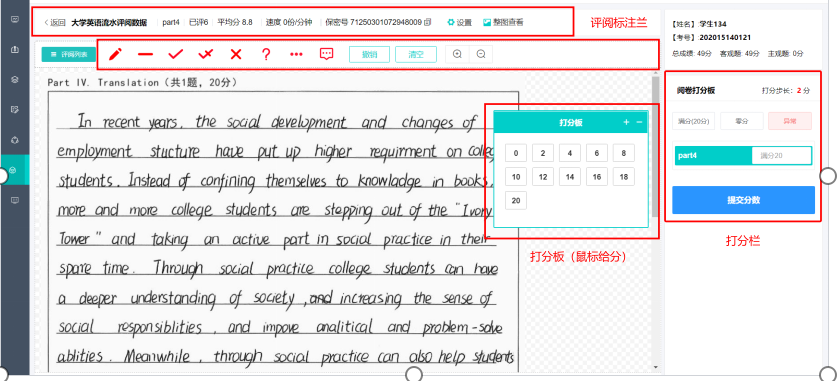 返回 大学英语流水评阅数据 part4 已评6 平均分 8.8 速度 0份/分钟 保密号 71250301072948009 设置 整图查看
评阅标注兰
评阅列表 撤销 清空
【姓名】:学生134
【考号】:202015140121
总成绩: 49分 客观题: 49分 主观题: 0分
Part IV. Translation (共1题, 20分)
In recent years, the social development and changes of
employment stucture have put up higher requirment on colleg
students. Instead of confining themselves to knowladge in books.
more and more college students are stepping out of the "Ivory
Tower" and taking an active part in social practice in their
spare time. Through social practice college students can have
a deeper understanding of society , and increasing the sense of
social responsiblities , and impove analitical and problem-solve
ablities. Meanwhile , through social practice can also help students
打分板
0 2 4 6 8
10 12 14 16 18
20
打分板（鼠标给分）
阅卷打分板 打分步长: 2 分
满分(20分) 零分 异常
part4 满分20
提交分数
打分栏